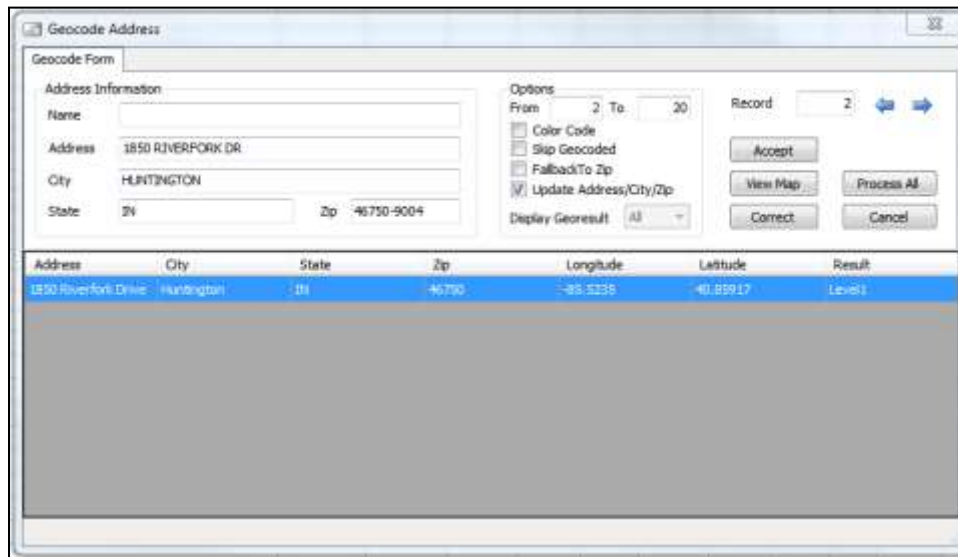 Geocode Address
Geocode Form
Address Information
Name
Address 1850 RIVERFORK DR
City HUNTINGTON
State IN Zip 46750-9004
Options
From 2 To 20
Color Code
Skip Geocoded
FallbackTo Zip
Update Address/City/Zip
Display Georesult All
Record 2
Accept
View Map Process All
Correct Cancel
Address City State Zip Longitude Latitude Result
1850 Riverfork Drive Huntington IN 46750 -85.5235 40.85917 Level1